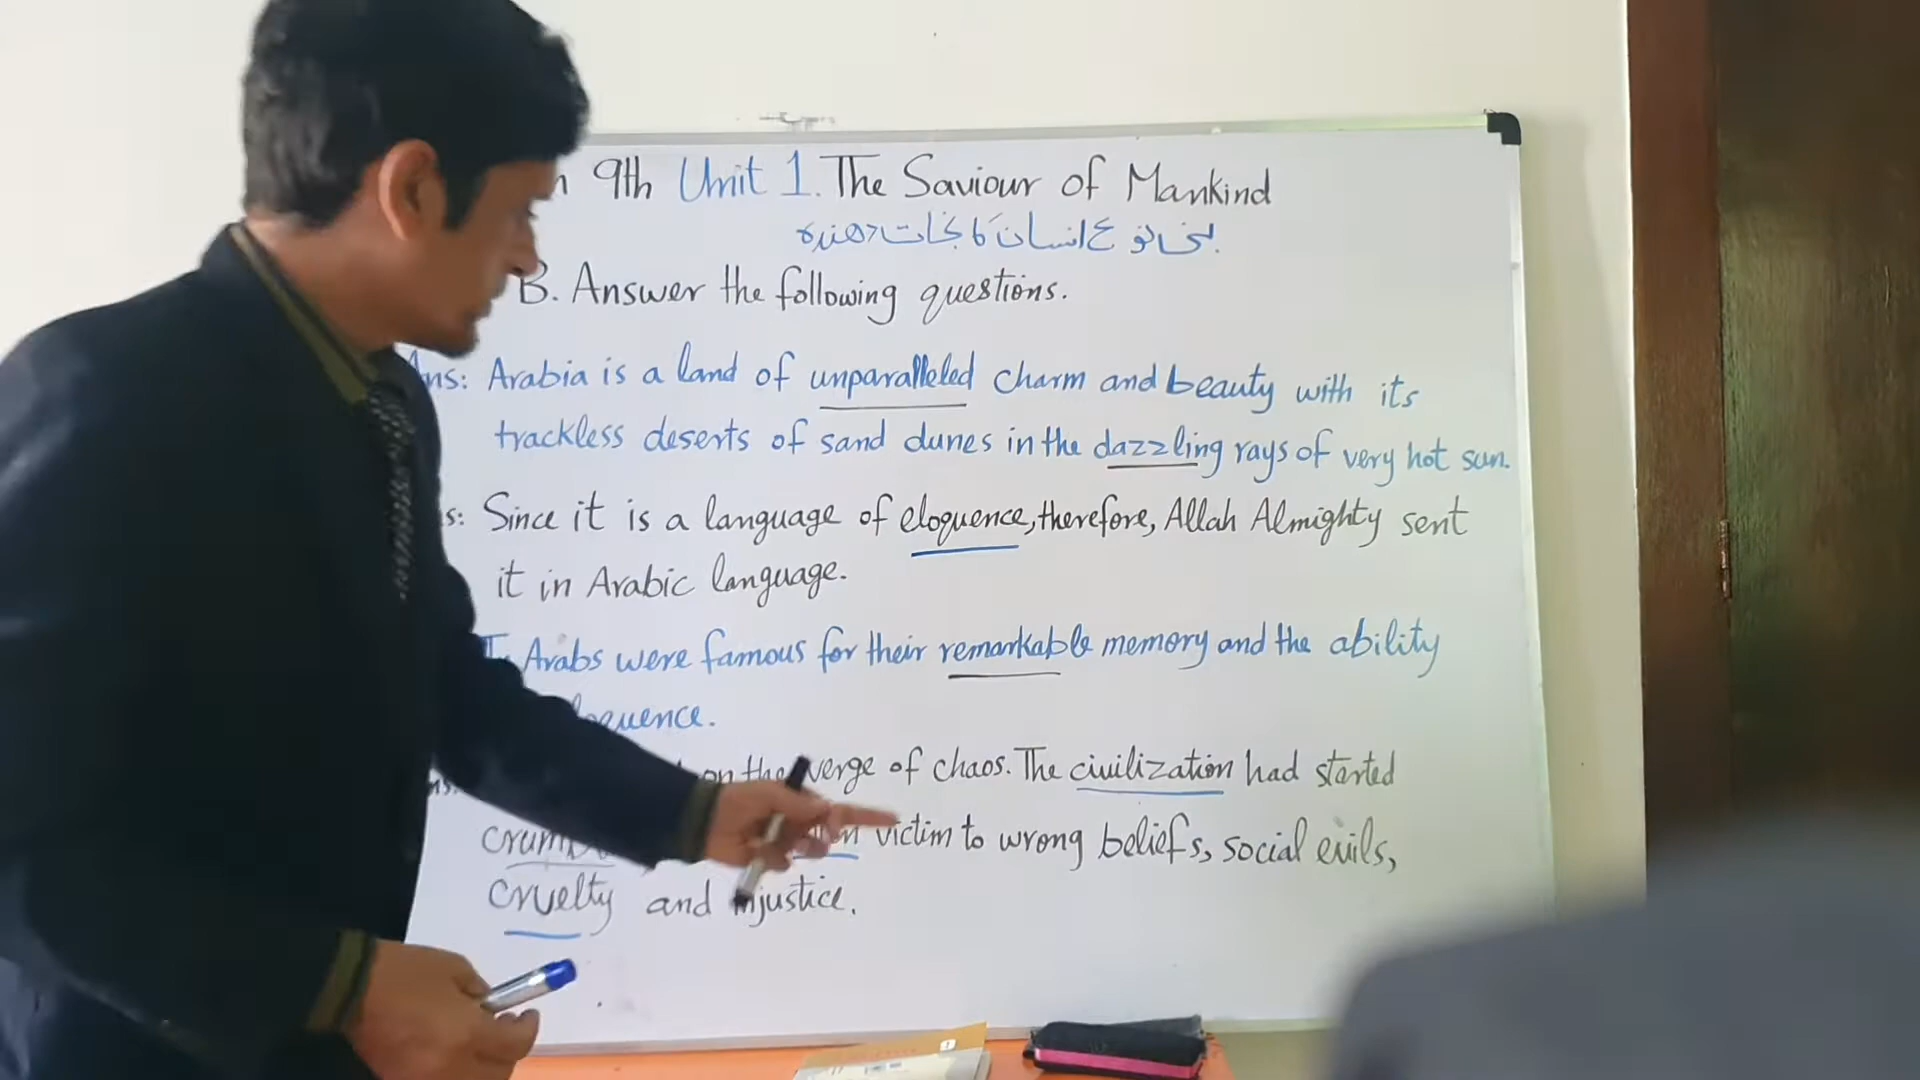 9th Unit 1. The Saviour of Mankind
بنی نوع انسان کا نجات دھندہ
B. Answer the following questions.
Ans: Arabia is a land of unparalleled charm and beauty with its
trackless deserts of sand dunes in the dazzling rays of very hot sun.
Since it is a language of eloquence, therefore, Allah Almighty sent
it in Arabic language.
Arabs were famous for their remarkable memory and the ability
on the verge of chaos. The civilization had started
victim to wrong beliefs, social evils,
cruelty and injustice.